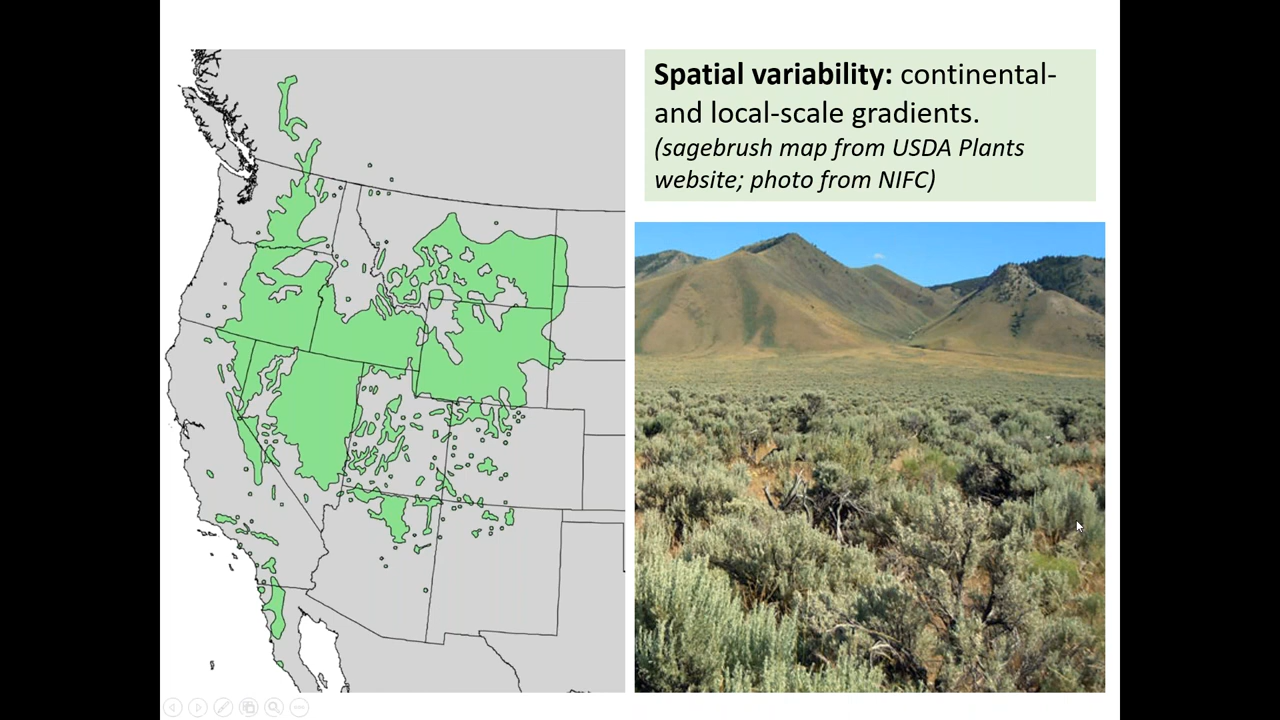 Spatial variability: continental-
and local-scale gradients.
(sagebrush map from USDA Plants
website; photo from NIFC)